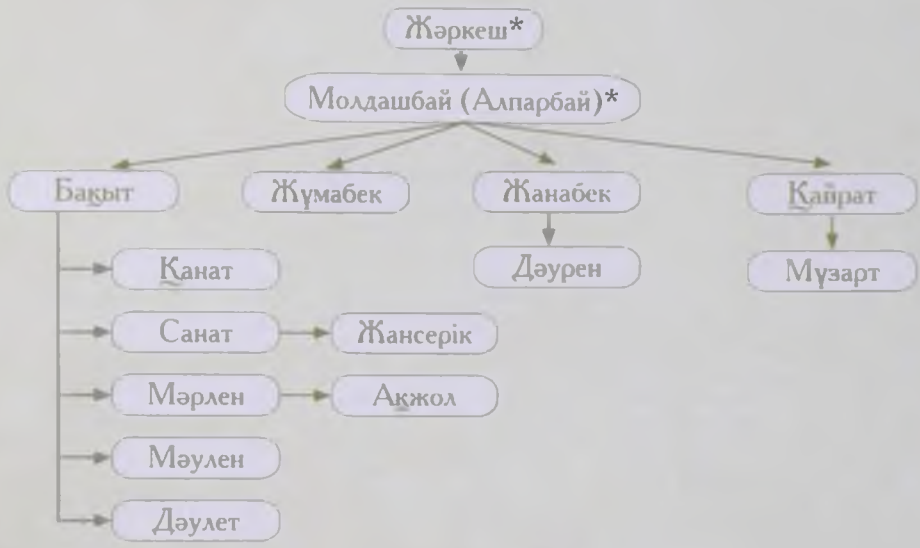 Жәркеш*
Молдашбай (Алпарбай)*
Бақыт Жұмабек Жанабек Қайрат
Қанат Дәурен Мұзарт
Санат Жансерік
Мәрлен Ақжол
Мәулен
Дәулет